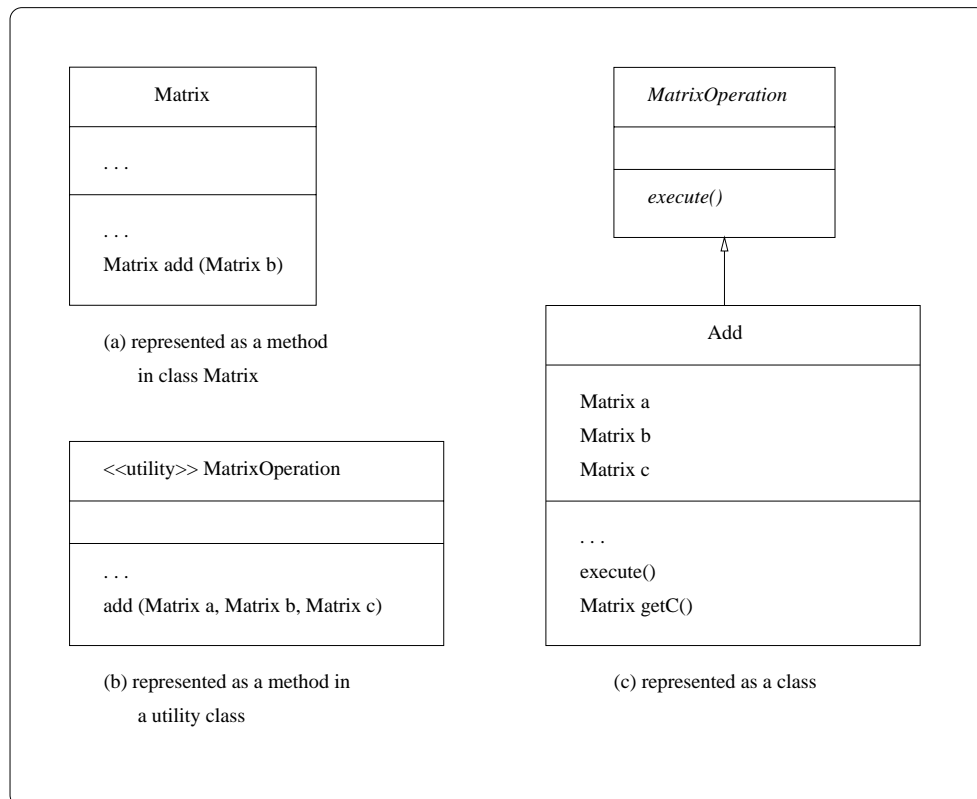 Matrix
. . .
. . .
Matrix add (Matrix b)
(a) represented as a method
in class Matrix
<<utility>> MatrixOperation
. . .
add (Matrix a, Matrix b, Matrix c)
(b) represented as a method in
a utility class
MatrixOperation
execute()
Add
Matrix a
Matrix b
Matrix c
. . .
execute()
Matrix getC()
(c) represented as a class